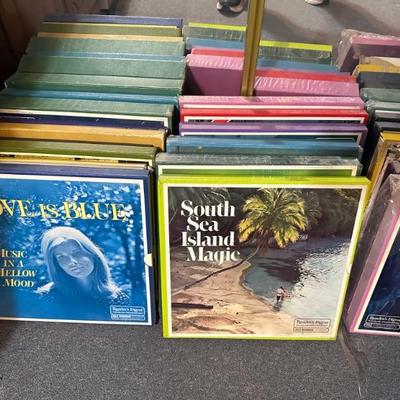 VE IS BLUE
MUSIC
IN A
MELLOW
MOOD
Reader's Digest
South
Sea
Island
Magic
Reader's Digest
Reader's Digest